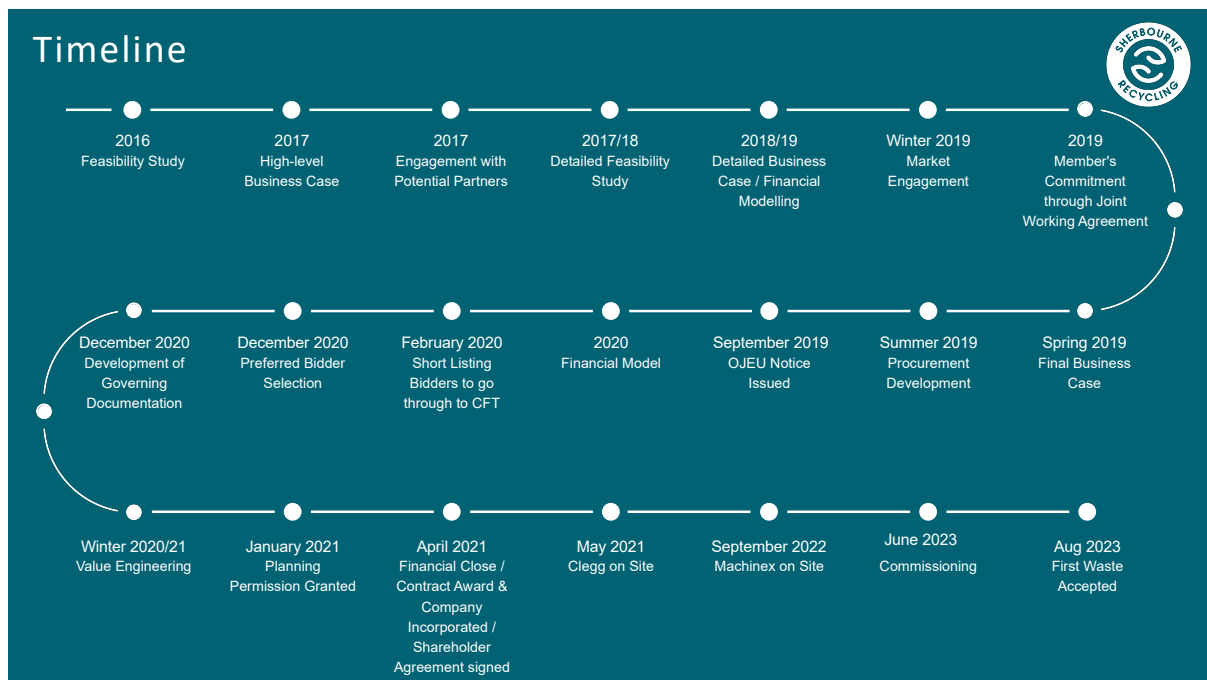 Timeline
SHERBOURNE
RECYCLING
2016
Feasibility Study
2017
High-level
Business Case
2017
Engagement with
Potential Partners
2017/18
Detailed Feasibility
Study
2018/19
Detailed Business
Case / Financial
Modelling
Winter 2019
Market
Engagement
2019
Member's
Commitment
through Joint
Working Agreement
December 2020
Development of
Governing
Documentation
December 2020
Preferred Bidder
Selection
February 2020
Short Listing
Bidders to go
through to CFT
2020
Financial Model
September 2019
OJEU Notice
Issued
Summer 2019
Procurement
Development
Spring 2019
Final Business
Case
Winter 2020/21
Value Engineering
January 2021
Planning
Permission Granted
April 2021
Financial Close /
Contract Award &
Company
Incorporated /
Shareholder
Agreement signed
May 2021
Clegg on Site
September 2022
Machinex on Site
June 2023
Commissioning
Aug 2023
First Waste
Accepted